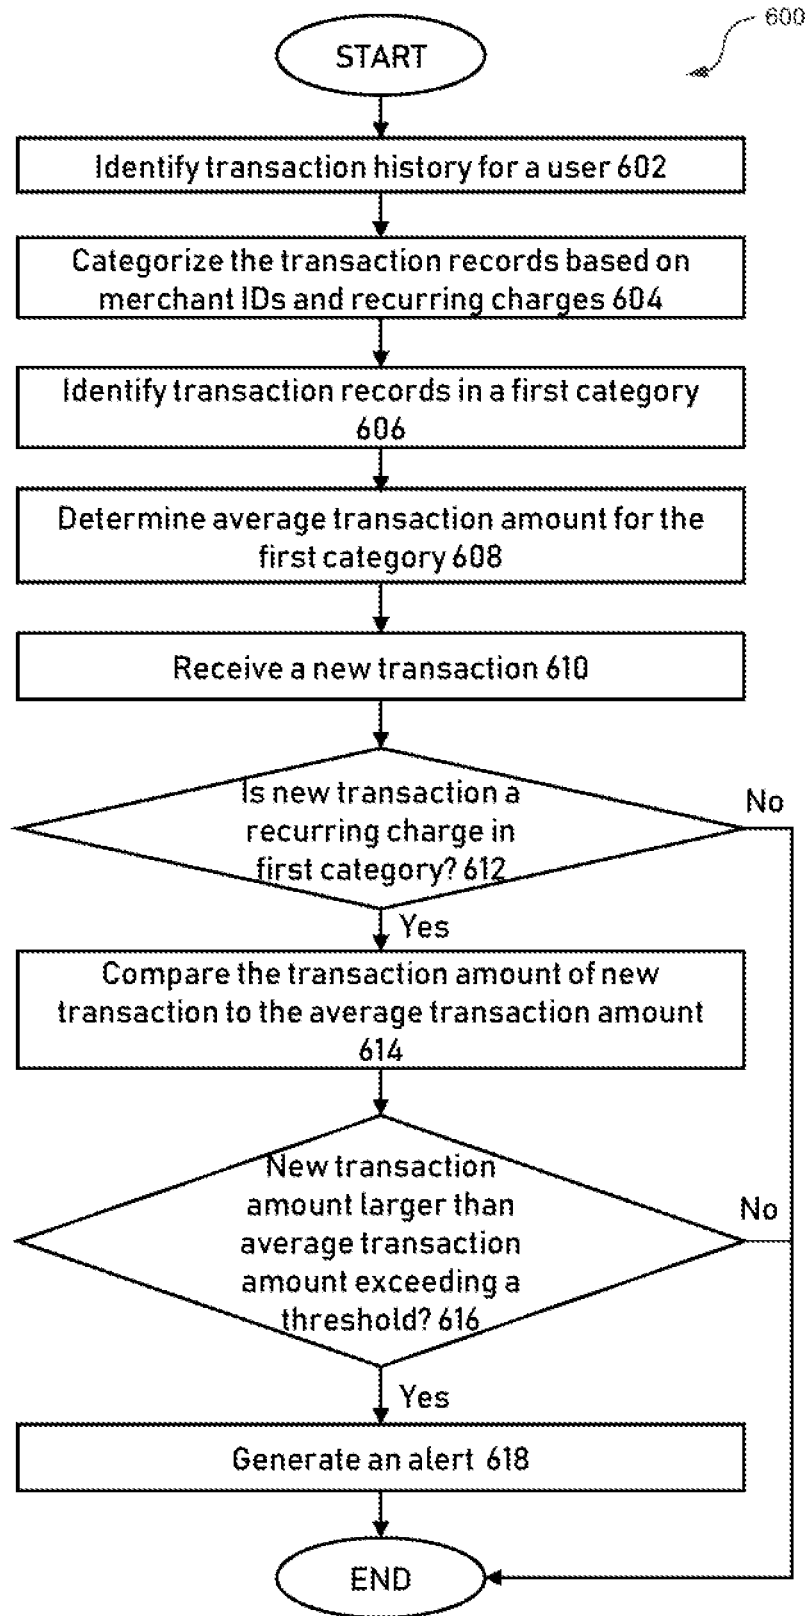 600
START
Identify transaction history for a user 602
Categorize the transaction records based on
merchant IDs and recurring charges 604
Identify transaction records in a first category
606
Determine average transaction amount for the
first category 608
Receive a new transaction 610
Is new transaction a
recurring charge in
first category? 612
No
Yes
Compare the transaction amount of new
transaction to the average transaction amount
614
New transaction
amount larger than
average transaction
amount exceeding a
threshold? 616
No
Yes
Generate an alert 618
END